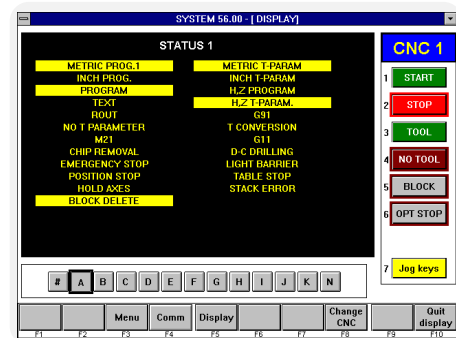 SYSTEM 56.00 - [ DISPLAY]
STATUS 1
METRIC PROG.1
INCH PROG.
PROGRAM
TEXT
ROUT
NO T PARAMETER
M21
CHIP REMOVAL
EMERGENCY STOP
POSITION STOP
HOLD AXES
BLOCK DELETE
METRIC T-PARAM
INCH T-PARAM
H,Z PROGRAM
H,Z T-PARAM.
G91
T CONVERSION
G11
D-C DRILLING
LIGHT BARRIER
TABLE STOP
STACK ERROR
CNC 1
1 START
2 STOP
3 TOOL
4 NO TOOL
5 BLOCK
6 OPT STOP
7 Jog keys
# A B C D E F G H I J K N
Menu Comm Display Change CNC Quit display
F1 F2 F3 F4 F5 F6 F7 F8 F9 F10